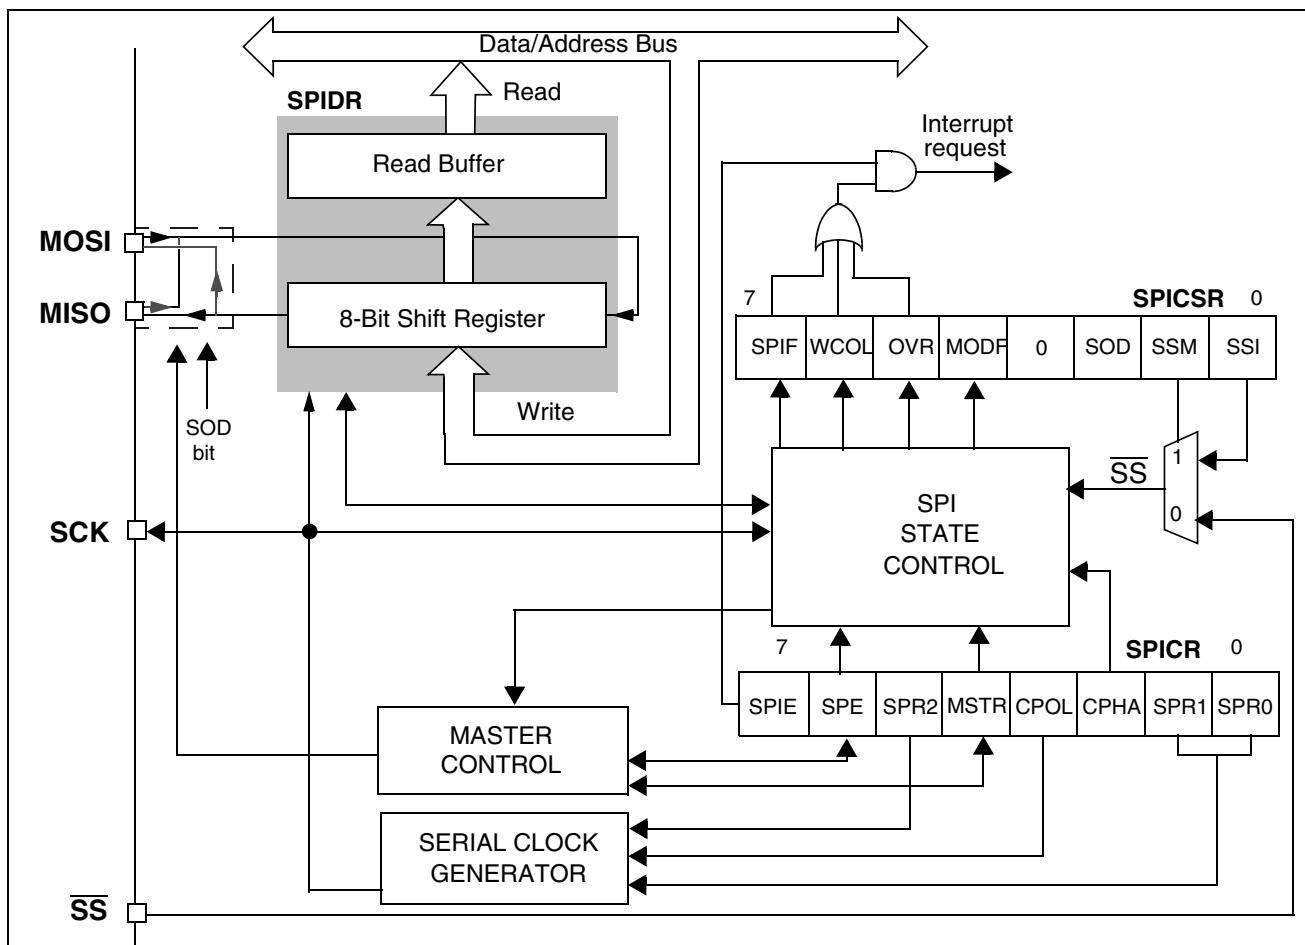 Data/Address Bus
SPIDR
Read
Read Buffer
Interrupt
request
MOSI
MISO
8-Bit Shift Register
7
SPICSR
0
SPIF
WCOL
OVR
MODF
0
SOD
SSM
SSI
Write
SOD
bit
SS
1
0
SCK
SPI
STATE
CONTROL
7
SPICR
0
SPIE
SPE
SPR2
MSTR
CPOL
CPHA
SPR1
SPR0
MASTER
CONTROL
SERIAL CLOCK
GENERATOR
SS